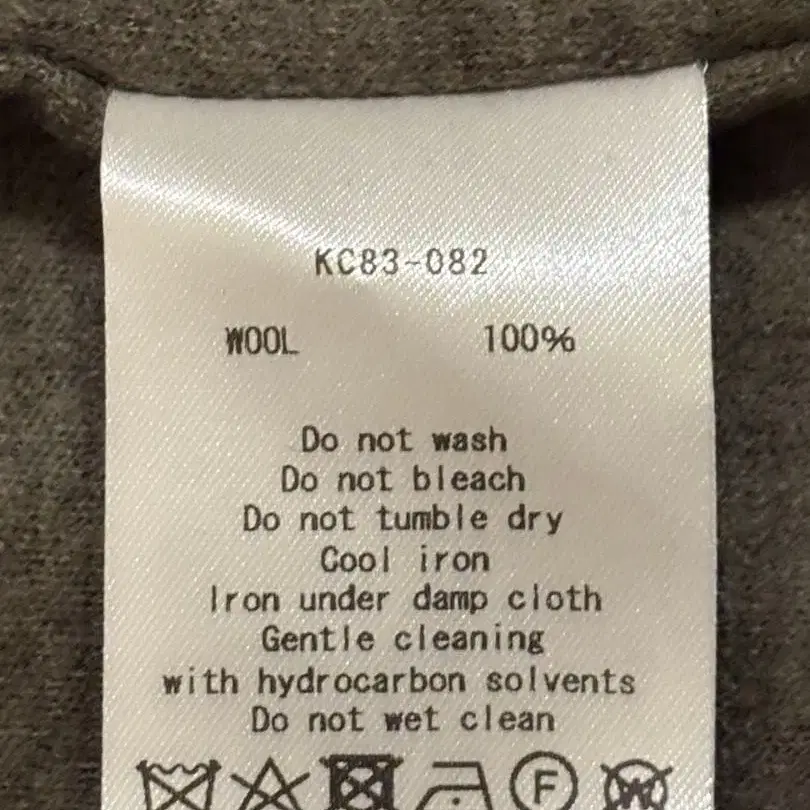 KC83-082
WOOL 100%
Do not wash
Do not bleach
Do not tumble dry
Cool iron
Iron under damp cloth
Gentle cleaning
with hydrocarbon solvents
Do not wet clean
F W